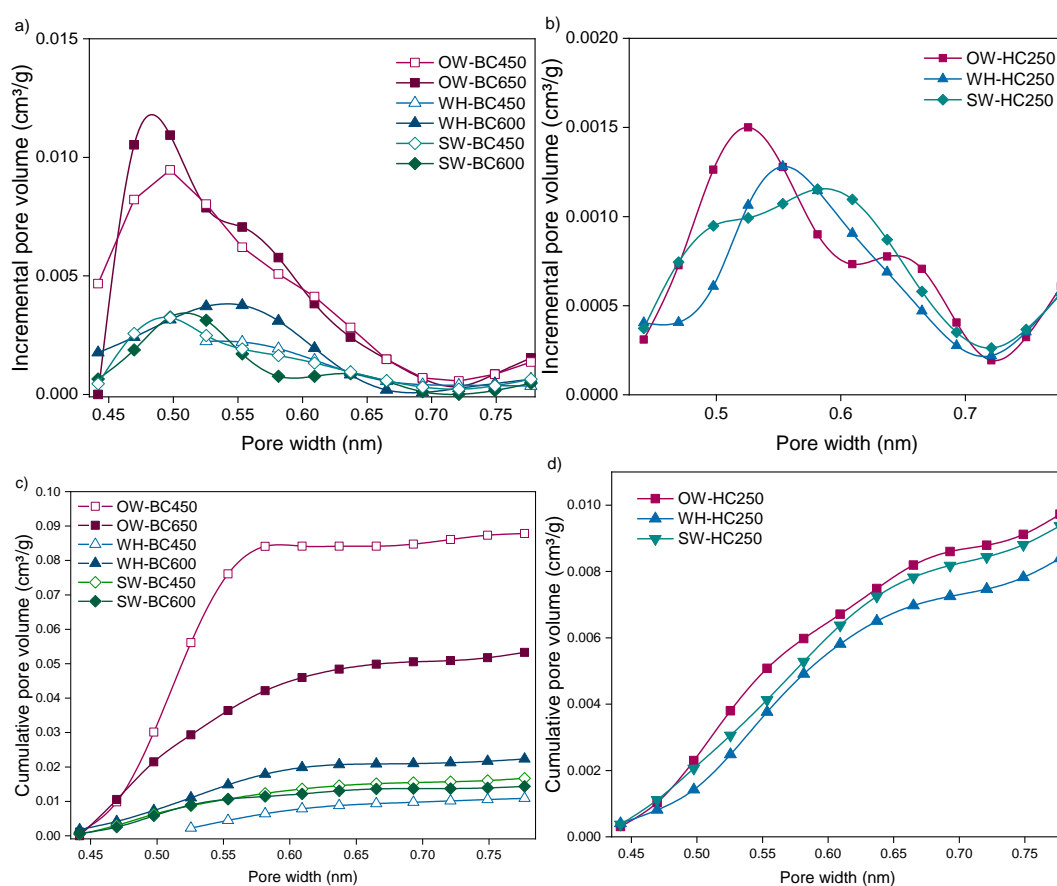 a)
0.015
0.010
0.005
0.000
Incremental pore volume (cm³/g)
OW-BC450
OW-BC650
WH-BC450
WH-BC600
SW-BC450
SW-BC600
0.45 0.50 0.55 0.60 0.65 0.70 0.75
Pore width (nm)
b)
0.0020
0.0015
0.0010
0.0005
0.0000
Incremental pore volume (cm³/g)
OW-HC250
WH-HC250
SW-HC250
0.5 0.6 0.7
Pore width (nm)
c)
0.10
0.09
0.08
0.07
0.06
0.05
0.04
0.03
0.02
0.01
0.00
Cumulative pore volume (cm³/g)
OW-BC450
OW-BC650
WH-BC450
WH-BC600
SW-BC450
SW-BC600
0.45 0.50 0.55 0.60 0.65 0.70 0.75
Pore width (nm)
d)
0.010
0.008
0.006
0.004
0.002
0.000
Cumulative pore volume (cm³/g)
OW-HC250
WH-HC250
SW-HC250
0.45 0.50 0.55 0.60 0.65 0.70 0.75
Pore width (nm)